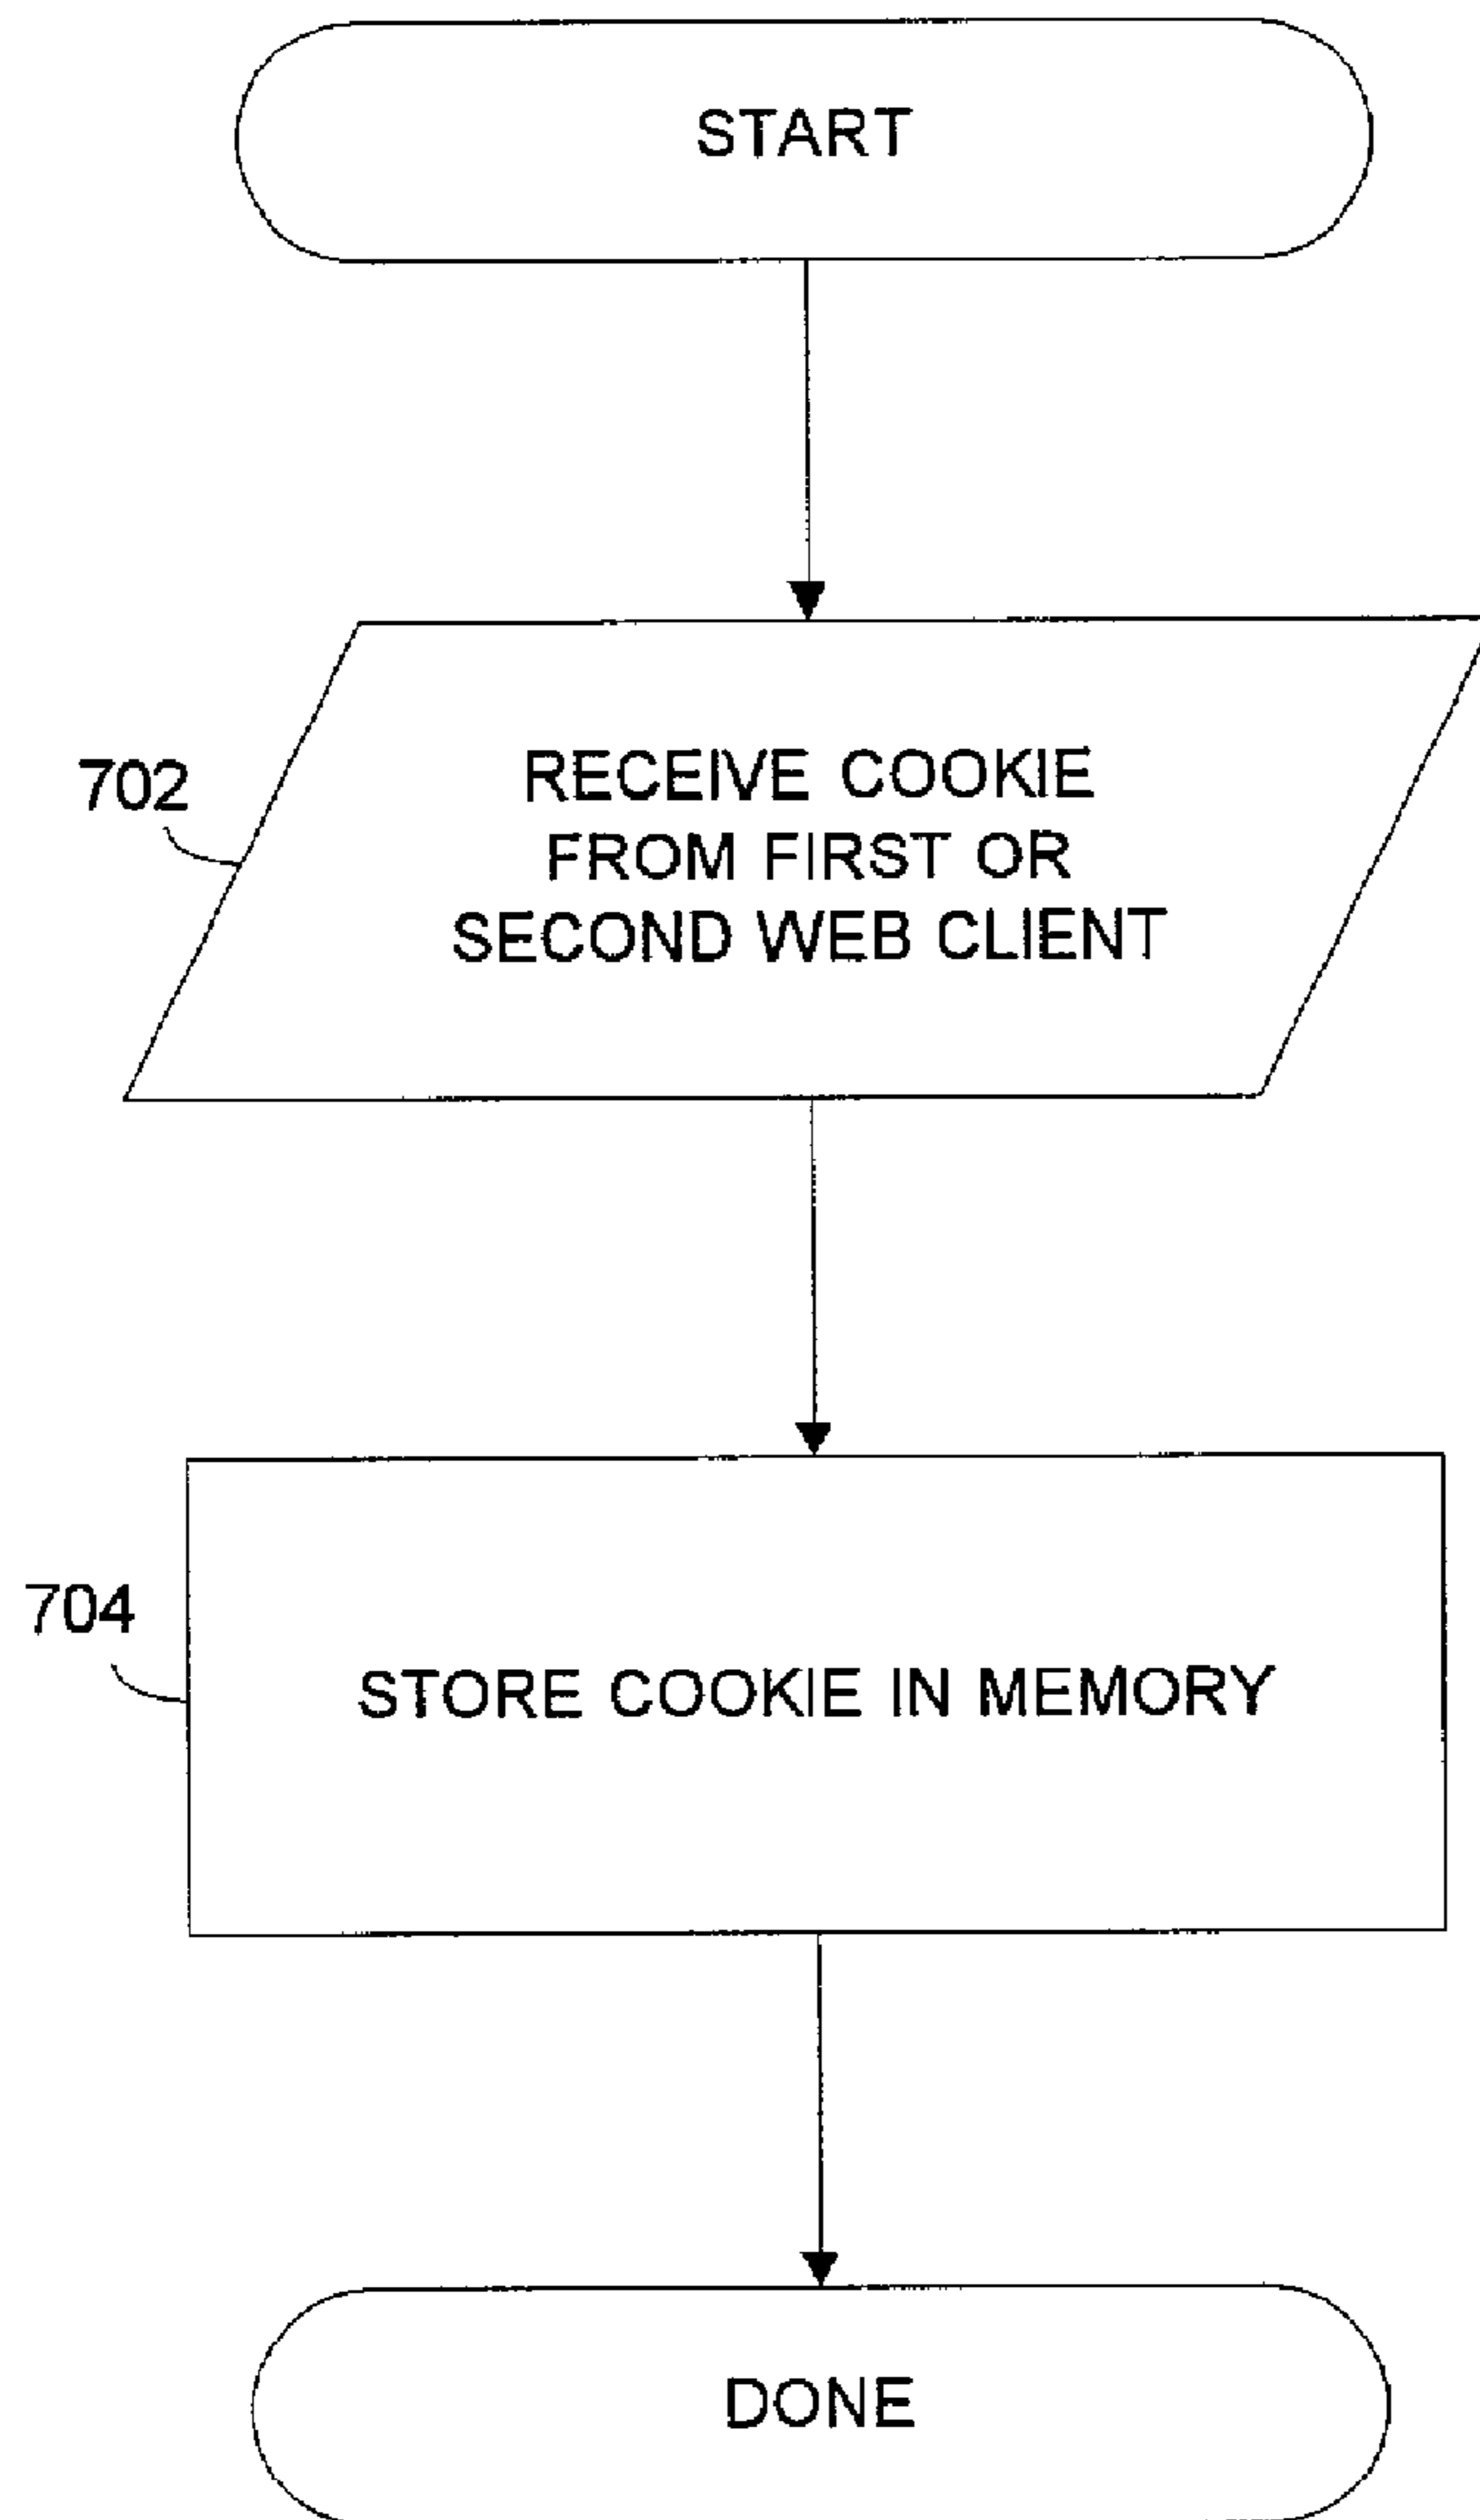 START
702
RECEIVE COOKIE
FROM FIRST OR
SECOND WEB CLIENT
704
STORE COOKIE IN MEMORY
DONE